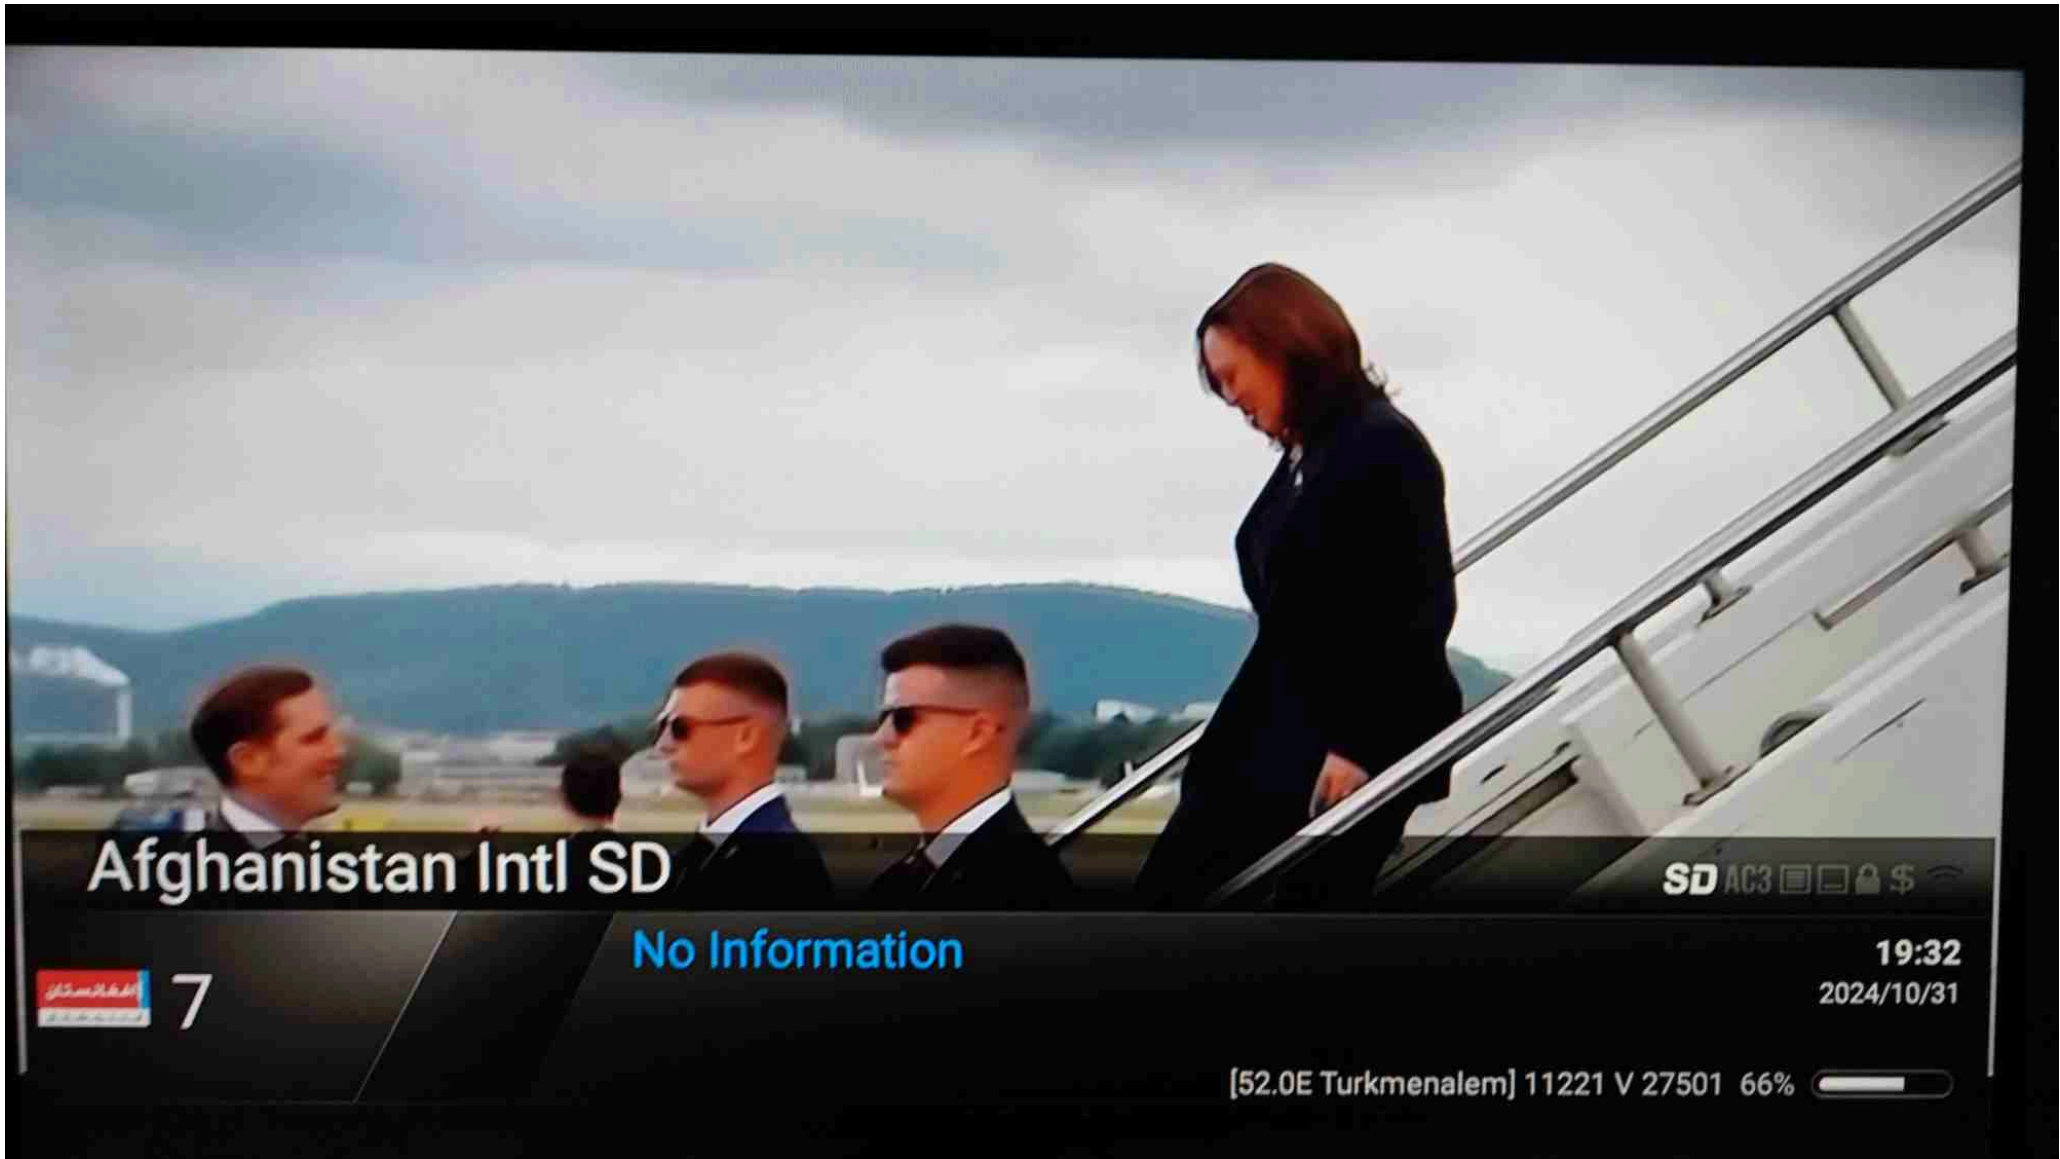 Afghanistan Intl SD
SD AC3 $
No Information
افغانستان
7
19:32
2024/10/31
[52.0E Turkmenalem] 11221 V 27501 66%